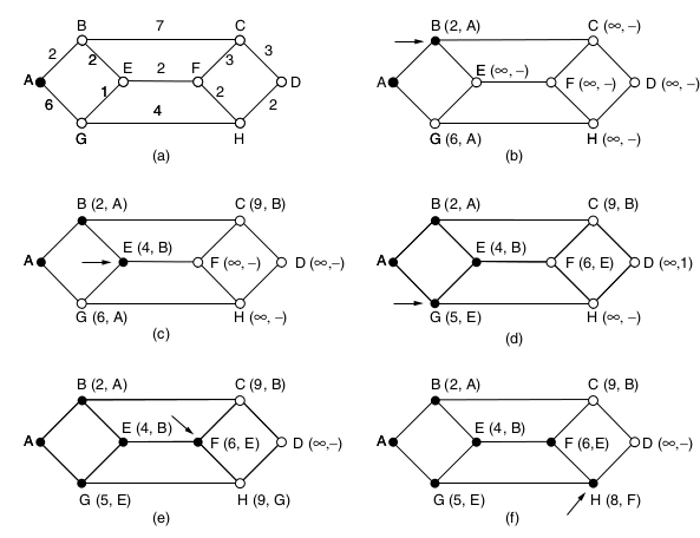 B 7 C
2 2 3 3
A E 2 F D
6 1 2 2
4
G H
(a)
B (2, A) C (∞, –)
A E (∞, –) F (∞, –) D (∞, –)
G (6, A) H (∞, –)
(b)
B (2, A) C (9, B)
A E (4, B) F (∞, –) D (∞,–)
G (6, A) H (∞, –)
(c)
B (2, A) C (9, B)
A E (4, B) F (6, E) D (∞,1)
G (5, E) H (∞, –)
(d)
B (2, A) C (9, B)
A E (4, B) F (6, E) D (∞,–)
G (5, E) H (9, G)
(e)
B (2, A) C (9, B)
A E (4, B) F (6,E) D (∞,–)
G (5, E) H (8, F)
(f)